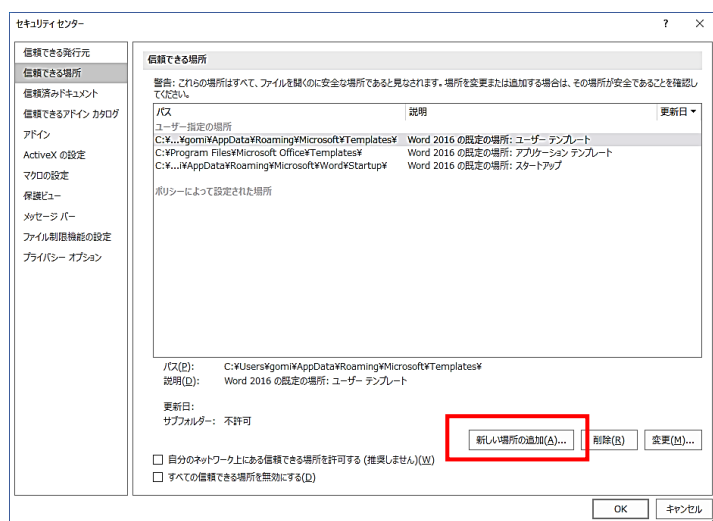 セキュリティ センター
? ×
信頼できる発行元
信頼できる場所
信頼済みドキュメント
信頼できるアドイン カタログ
アドイン
ActiveX の設定
マクロの設定
保護ビュー
メッセージ バー
ファイル制限機能の設定
プライバシー オプション
信頼できる場所
警告: これらの場所はすべて、ファイルを開くのに安全な場所であると見なされます。場所を変更または追加する場合は、その場所が安全であることを確認し
てください。
パス 説明 更新日
ユーザー指定の場所
C:¥...¥gomi¥AppData¥Roaming¥Microsoft¥Templates¥ Word 2016 の既定の場所: ユーザー テンプレート
C:¥Program Files¥Microsoft Office¥Templates¥ Word 2016 の既定の場所: アプリケーション テンプレート
C:¥...i¥AppData¥Roaming¥Microsoft¥Word¥Startup¥ Word 2016 の既定の場所: スタートアップ
ポリシーによって設定された場所
パス(P): C:¥Users¥gomi¥AppData¥Roaming¥Microsoft¥Templates¥
説明(D): Word 2016 の既定の場所: ユーザー テンプレート
更新日:
サブフォルダー: 不許可
新しい場所の追加(A)... 削除(R) 変更(M)...
自分のネットワーク上にある信頼できる場所を許可する (推奨しません)(W)
すべての信頼できる場所を無効にする(D)
OK キャンセル